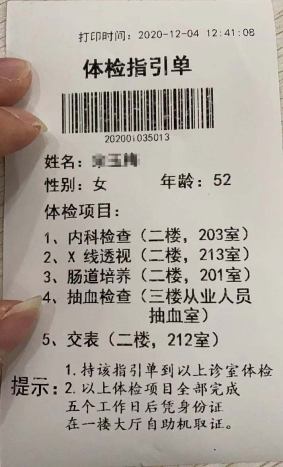 打印时间：2020-12-04 12:41:08
体检指引单
20200i035013
姓名：
性别：女 年龄：52
体检项目：
1、内科检查（二楼，203室）
2、X 线透视（二楼，213室）
3、肠道培养（二楼，201室）
4、抽血检查（三楼从业人员
抽血室）
5、交表（二楼，212室）
提示：
1.持该指引单到以上诊室体检
2.以上体检项目全部完成
五个工作日后凭身份证
在一楼大厅自助机取证。